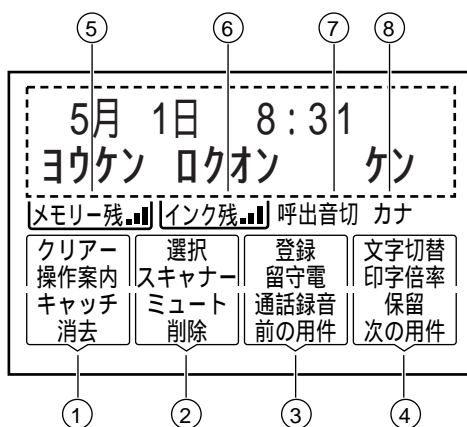 ⑤ ⑥ ⑦ ⑧
5月 1日 8:31
ヨウケン ロクオン ケン
メモリー残 インク残 呼出音切 カナ
クリアー 選択 登録 文字切替
操作案内 スキャナー 留守電 印字倍率
キャッチ ミュート 通話録音 保留
消去 削除 前の用件 次の用件
① ② ③ ④